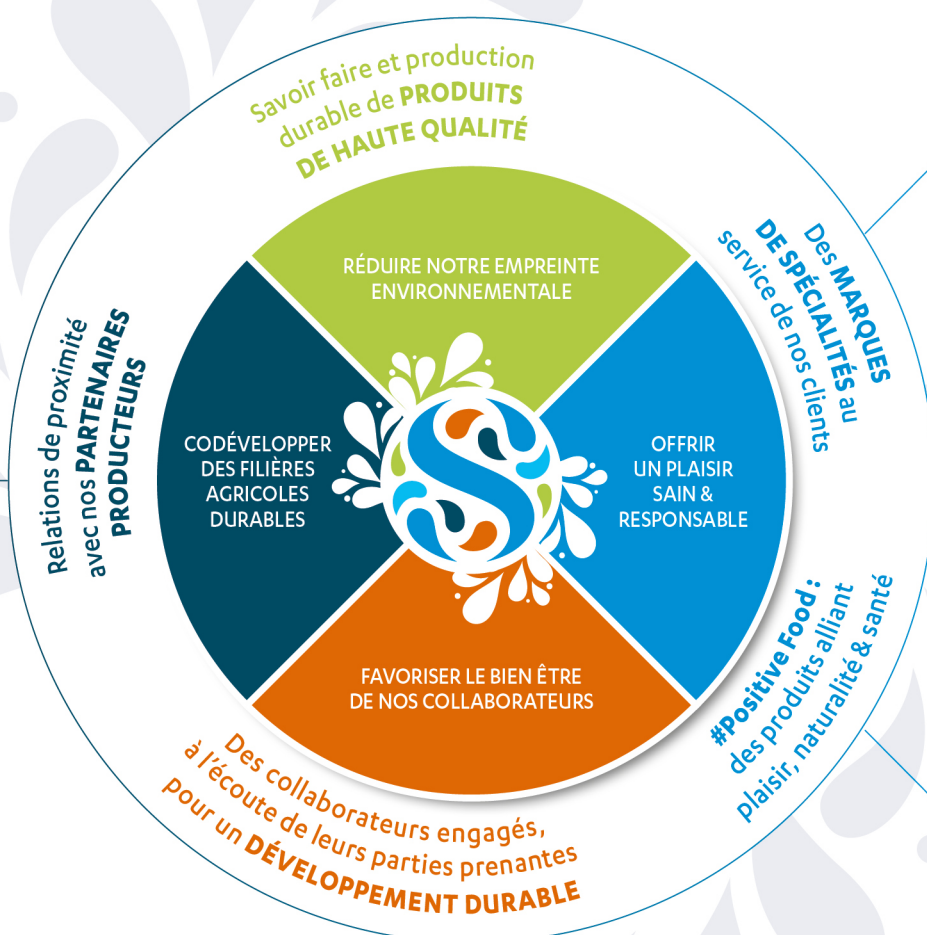 Savoir faire et production
durable de PRODUITS
DE HAUTE QUALITÉ
RÉDUIRE NOTRE EMPREINTE
ENVIRONNEMENTALE
Des MARQUES
DE SPÉCIALITÉS au
service de nos clients
Relations de proximité
avec nos PARTENAIRES
PRODUCTEURS
CODÉVELOPPER
DES FILIÈRES
AGRICOLES
DURABLES
OFFRIR
UN PLAISIR
SAIN &
RESPONSABLE
#Positive Food :
des produits alliant
plaisir, naturalité & santé
FAVORISER LE BIEN ÊTRE
DE NOS COLLABORATEURS
Des collaborateurs engagés,
à l'écoute de leurs parties prenantes
pour un DÉVELOPPEMENT DURABLE